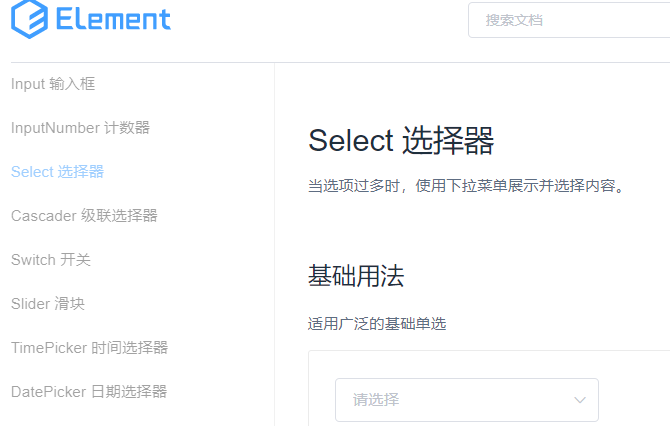 Element
搜索文档
Input 输入框
InputNumber 计数器
Select 选择器
Cascader 级联选择器
Switch 开关
Slider 滑块
TimePicker 时间选择器
DatePicker 日期选择器
Select 选择器
当选项过多时，使用下拉菜单展示并选择内容。
基础用法
适用广泛的基础单选
请选择